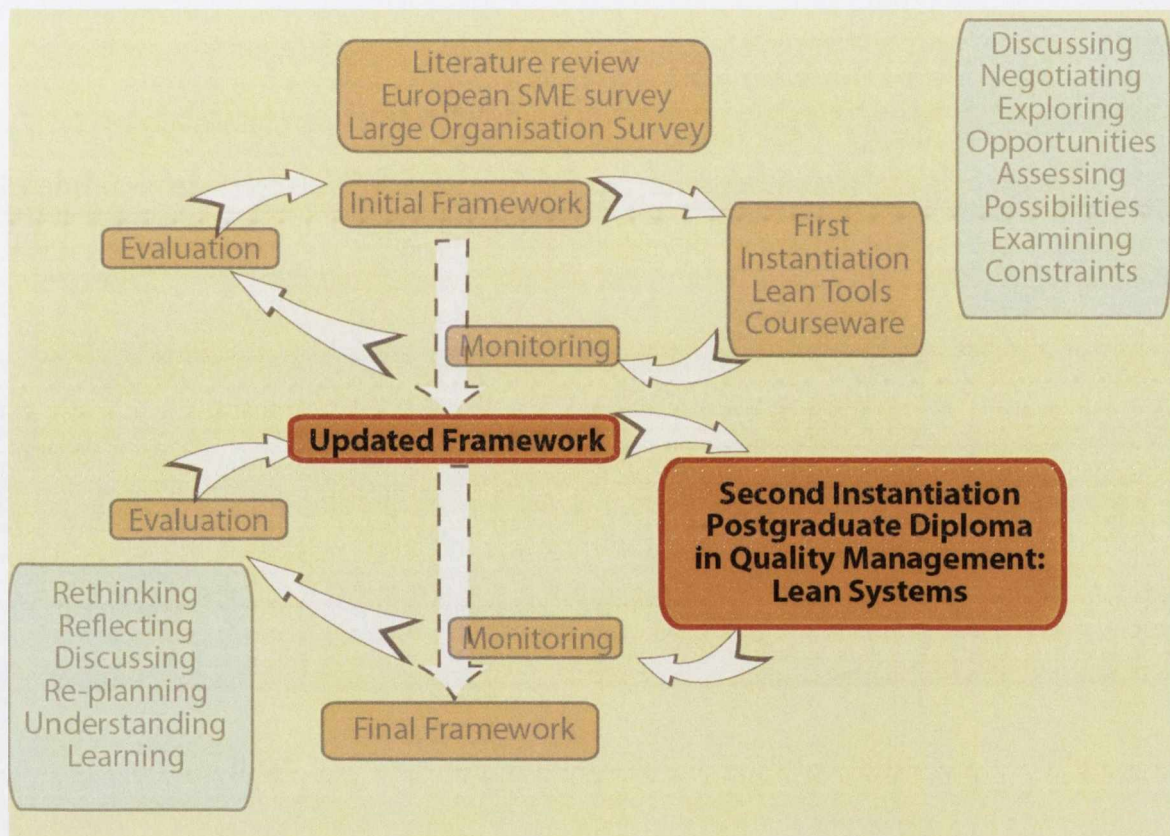 Literature review
European SME survey
Large Organisation Survey
Discussing
Negotiating
Exploring
Opportunities
Assessing
Possibilities
Examining
Constraints
Initial Framework
First
Instantiation
Lean Tools
Courseware
Evaluation
Monitoring
Updated Framework
Second Instantiation
Postgraduate Diploma
in Quality Management:
Lean Systems
Evaluation
Rethinking
Reflecting
Discussing
Re-planning
Understanding
Learning
Monitoring
Final Framework